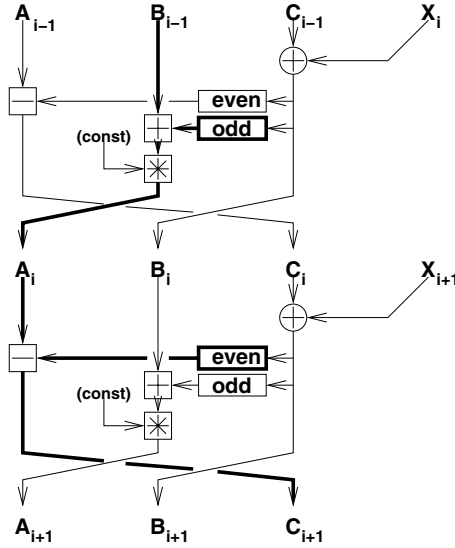 A_{i−1} B_{i−1} C_{i−1} X_i
even
odd
(const)
A_i B_i C_i X_{i+1}
even
odd
(const)
A_{i+1} B_{i+1} C_{i+1}